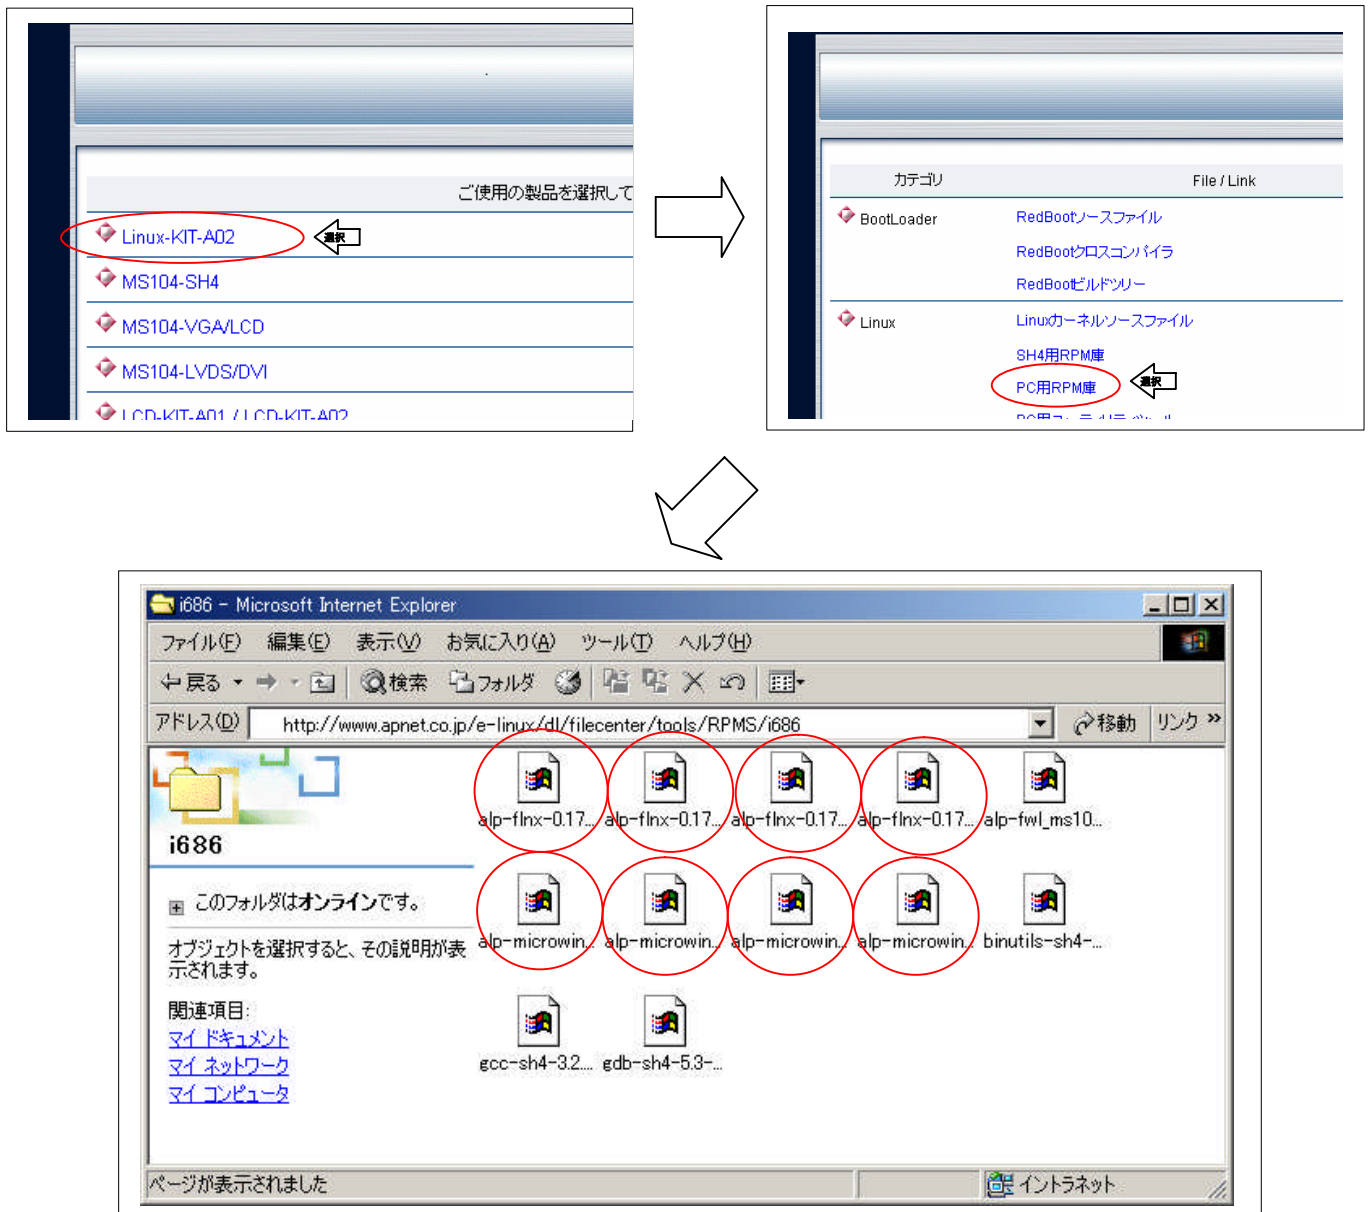 ご使用の製品を選択して
Linux-KIT-A02
選択
MS104-SH4
MS104-VGA/LCD
MS104-LVDS/DVI
LCD-KIT-A01 / LCD-KIT-A02
カテゴリ File / Link
BootLoader RedBootソースファイル
RedBootクロスコンパイラ
RedBootビルドツリー
Linux Linuxカーネルソースファイル
SH4用RPM庫
PC用RPM庫
選択
i686 - Microsoft Internet Explorer
ファイル(F) 編集(E) 表示(V) お気に入り(A) ツール(T) ヘルプ(H)
戻る 検索 フォルダ
アドレス(D) http://www.apnet.co.jp/e-linux/dl/filecenter/tools/RPMS/i686 移動 リンク »
i686
このフォルダはオンラインです。
オブジェクトを選択すると、その説明が表
示されます。
関連項目:
マイ ドキュメント
マイ ネットワーク
マイ コンピュータ
alp-flnx-0.17... alp-flnx-0.17... alp-flnx-0.17... alp-flnx-0.17... alp-fwl_ms10...
alp-microwin... alp-microwin... alp-microwin... alp-microwin... binutils-sh4-...
gcc-sh4-3.2.... gdb-sh4-5.3-...
ページが表示されました イントラネット